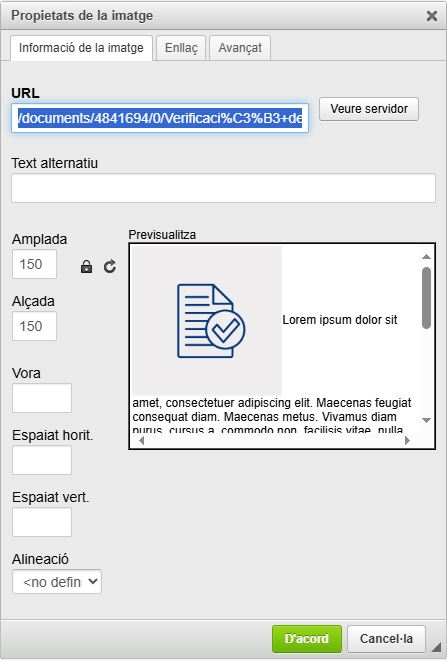 Propietats de la imatge
Informació de la imatge
Enllaç
Avançat
URL
/documents/4841694/0/Verificaci%C3%B3+de
Veure servidor
Text alternatiu
Amplada
150
Alçada
150
Vora
Espaiat horit.
Espaiat vert.
Alineació
<no defin
Previsualitza
Lorem ipsum dolor sit
amet, consectetuer adipiscing elit. Maecenas feugiat
consequat diam. Maecenas metus. Vivamus diam
purus, cursus a, commodo non, facilisis vitae, nulla.
D'acord
Cancel·la